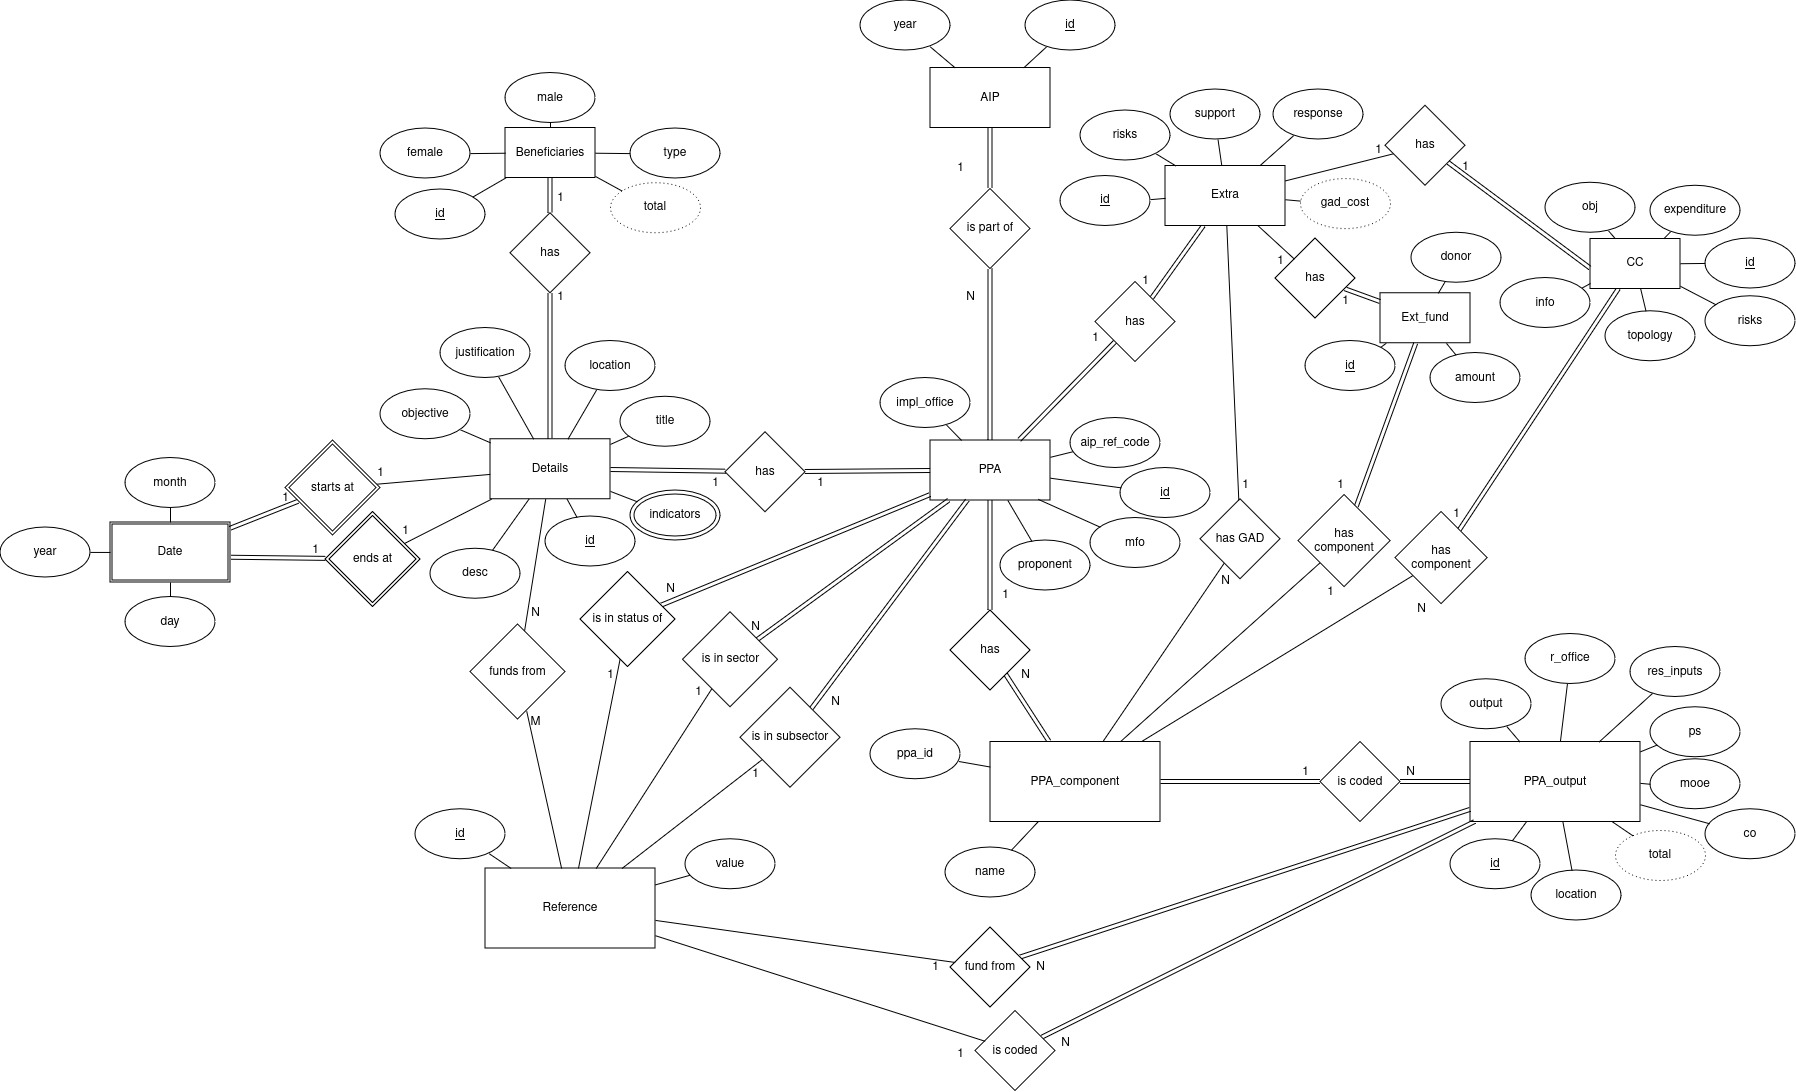 year
id
AIP
1
is part of
N
male
female
Beneficiaries
type
id
total
1
has
1
risks
support
response
id
Extra
gad_cost
1
has
1
obj
expenditure
CC
id
info
topology
risks
1
has
1
donor
Ext_fund
id
amount
1
has
1
justification
location
objective
title
Details
indicators
desc
id
month
year
Date
day
1
starts at
1
1
ends at
1
1
has
1
impl_office
aip_ref_code
PPA
id
mfo
proponent
1
has GAD
N
1
has
component
1
1
has
component
N
N
funds from
M
N
is in status of
1
N
is in sector
1
N
is in subsector
1
1
has
N
ppa_id
PPA_component
name
1
is coded
N
r_office
res_inputs
output
ps
PPA_output
mooe
co
total
id
location
id
value
Reference
1
fund from
N
1
is coded
N